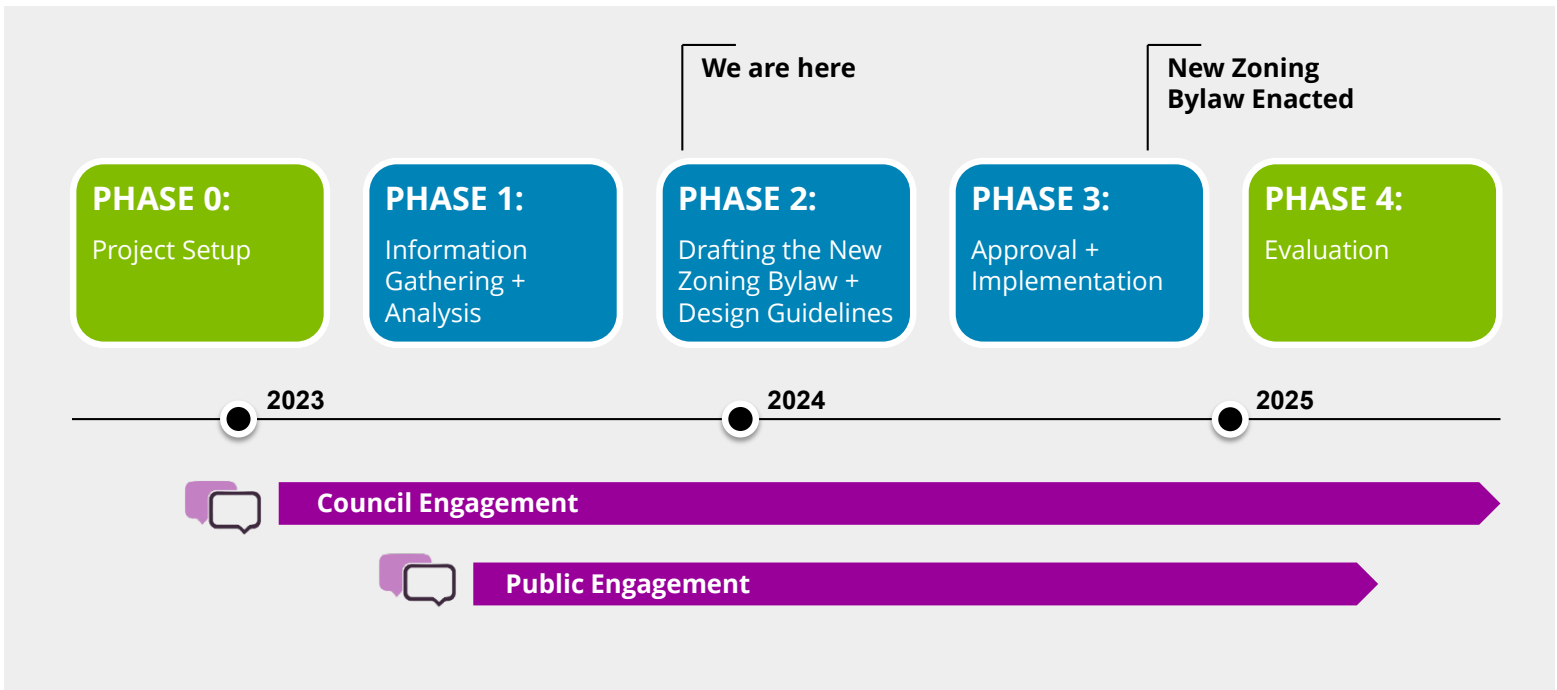 We are here
New Zoning
Bylaw Enacted
PHASE 0:
Project Setup
PHASE 1:
Information
Gathering +
Analysis
PHASE 2:
Drafting the New
Zoning Bylaw +
Design Guidelines
PHASE 3:
Approval +
Implementation
PHASE 4:
Evaluation
2023
2024
2025
Council Engagement
Public Engagement